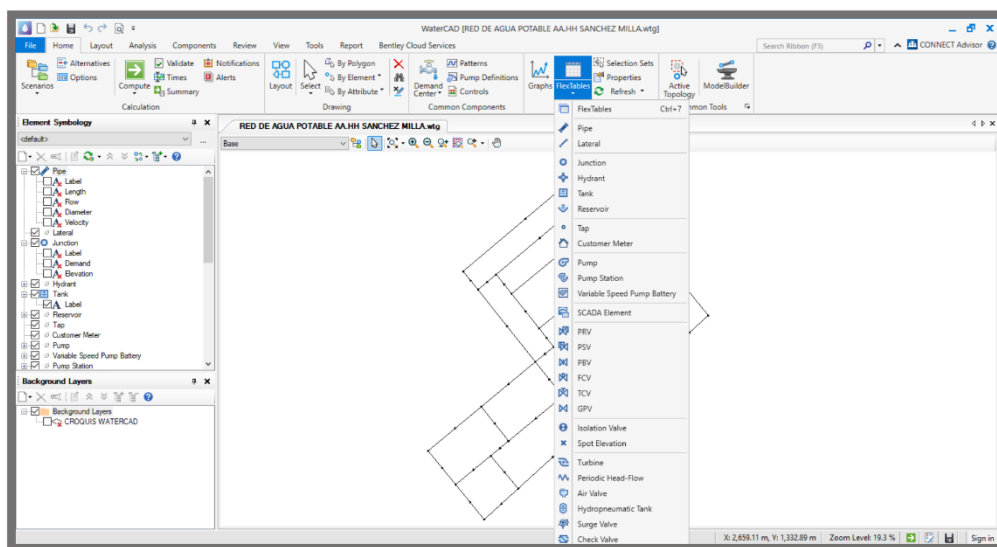 WaterCAD [RED DE AGUA POTABLE AA.HH SANCHEZ MILLA.wtg]
File Home Layout Analysis Components Review View Tools Report Bentley Cloud Services
Search Ribbon (F3)
CONNECT Advisor
Scenarios
Alternatives
Options
Compute
Validate
Times
Summary
Notifications
Alerts
Calculation
Layout
Select
By Polygon
By Element
By Attribute
Drawing
Demand Center
Patterns
Pump Definitions
Controls
Common Components
Graphs
FlexTables
Selection Sets
Properties
Refresh
Active Topology
ModelBuilder
mon Tools
Element Symbology
<default>
Pipe
Label
Length
Flow
Diameter
Velocity
Lateral
Junction
Label
Demand
Elevation
Hydrant
Tank
Label
Reservoir
Tap
Customer Meter
Pump
Variable Speed Pump Battery
Pump Station
Background Layers
Background Layers
CROQUIS WATERCAD
RED DE AGUA POTABLE AA.HH SANCHEZ MILLA.wtg
Base
FlexTables Ctrl+7
Pipe
Lateral
Junction
Hydrant
Tank
Reservoir
Tap
Customer Meter
Pump
Pump Station
Variable Speed Pump Battery
SCADA Element
PRV
PSV
PBV
FCV
TCV
GPV
Isolation Valve
Spot Elevation
Turbine
Periodic Head-Flow
Air Valve
Hydropneumatic Tank
Surge Valve
Check Valve
X: 2,659.11 m, Y: 1,332.89 m Zoom Level: 19.3 % Sign in